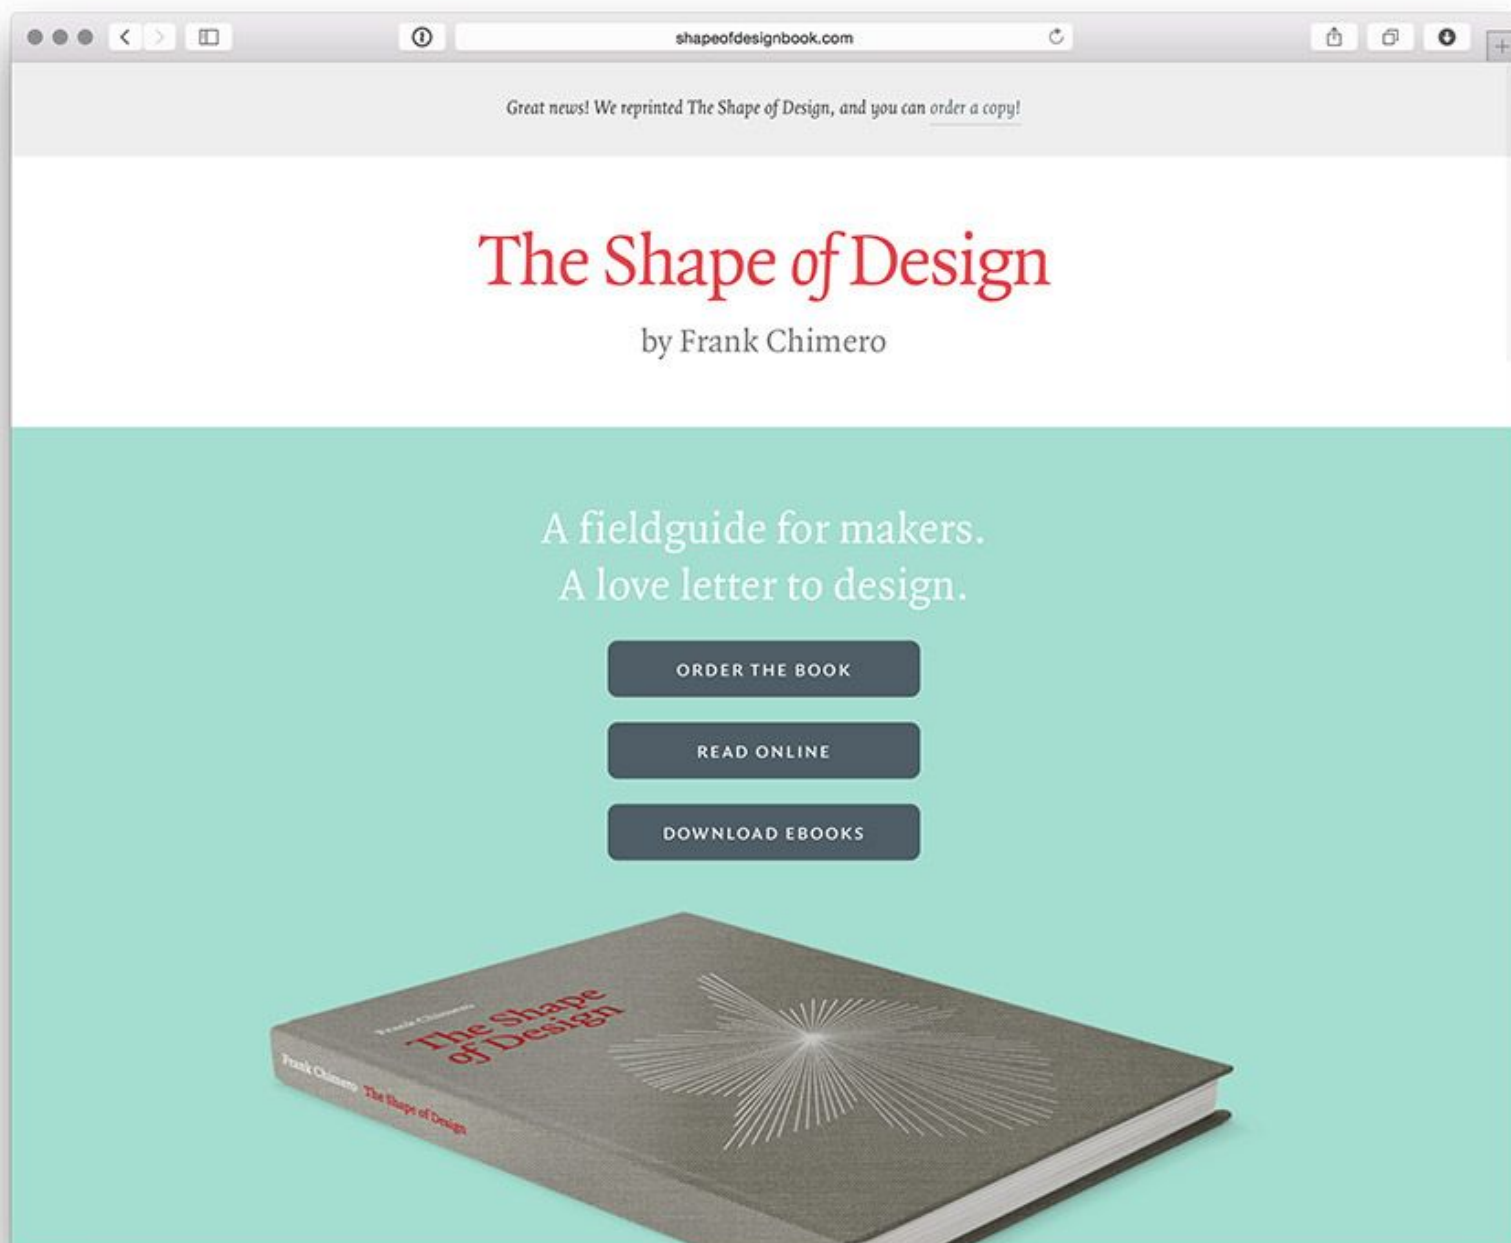 shapeofdesignbook.com
Great news! We reprinted The Shape of Design, and you can order a copy!
The Shape of Design
by Frank Chimero
A fieldguide for makers.
A love letter to design.
ORDER THE BOOK
READ ONLINE
DOWNLOAD EBOOKS
Frank Chimero
The Shape
of Design
Frank Chimero The Shape of Design